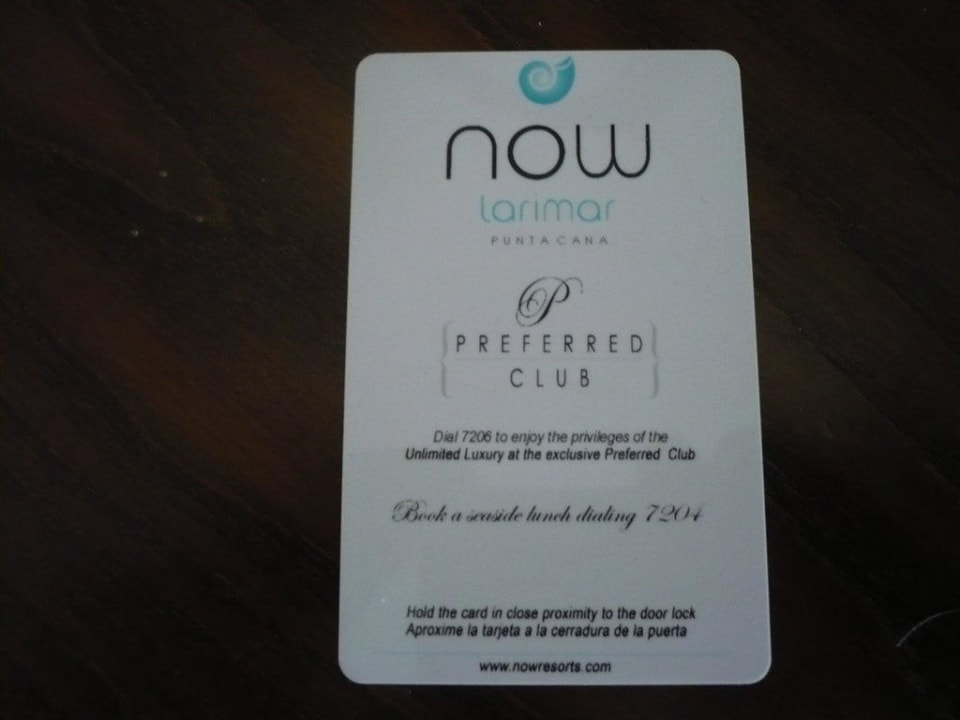 now
larimar
PUNTA CANA
P
PREFERRED
CLUB
Dial 7206 to enjoy the privileges of the
Unlimited Luxury at the exclusive Preferred Club
Book a seaside lunch dialing 7204
Hold the card in close proximity to the door lock
Aproxime la tarjeta a la cerradura de la puerta
www.nowresorts.com